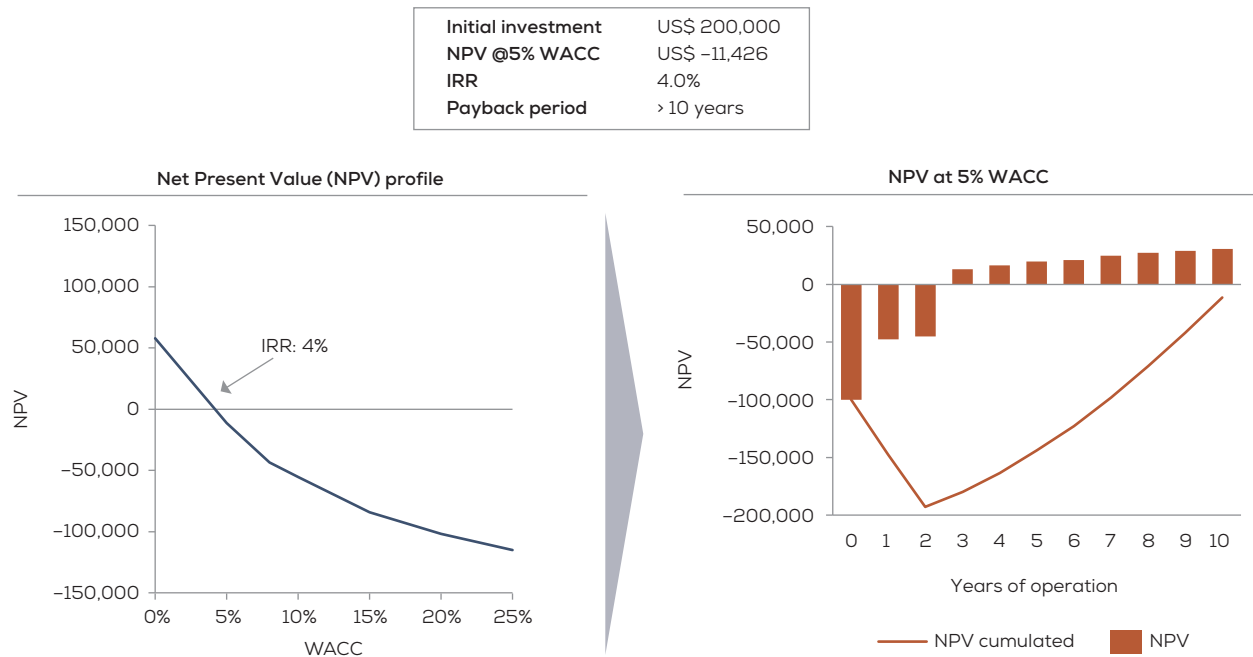 Initial investment US$ 200,000
NPV @5% WACC US$ −11,426
IRR 4.0%
Payback period > 10 years
Net Present Value (NPV) profile
150,000
100,000
50,000
0
−50,000
−100,000
−150,000
NPV
IRR: 4%
0% 5% 10% 15% 20% 25%
WACC
NPV at 5% WACC
50,000
0
−50,000
−100,000
−150,000
−200,000
NPV
0 1 2 3 4 5 6 7 8 9 10
Years of operation
NPV cumulated NPV